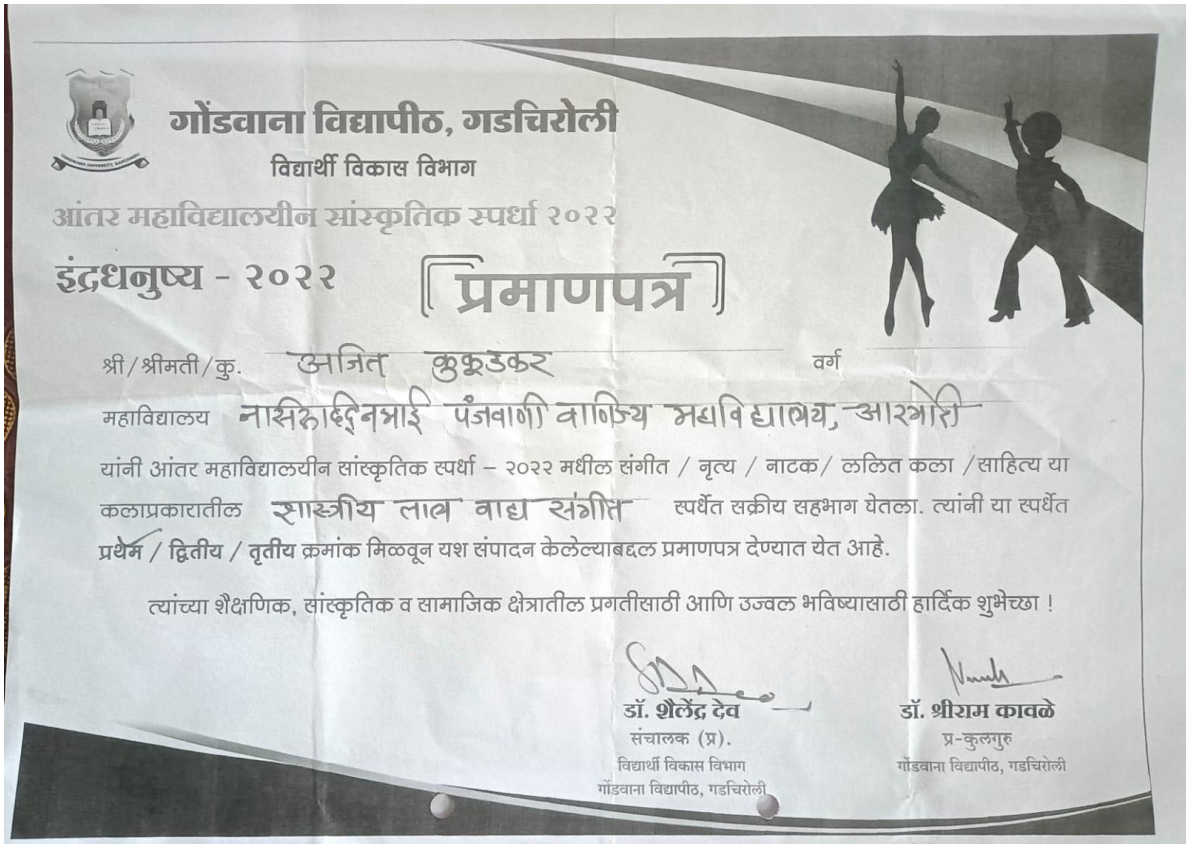 गोंडवाना विद्यापीठ, गडचिरोली
विद्यार्थी विकास विभाग
आंतर महाविद्यालयीन सांस्कृतिक स्पर्धा २०२२
इंद्रधनुष्य - २०२२
प्रमाणपत्र
श्री/श्रीमती/कु. अजित कुकूडकर वर्ग
महाविद्यालय पंजवाणी वाणिज्य महाविद्यालय, आरमोरी
यांनी आंतर महाविद्यालयीन सांस्कृतिक स्पर्धा – २०२२ मधील संगीत / नृत्य / नाटक/ ललित कला /साहित्य या
कलाप्रकारातील शास्त्रीय ताल वाद्य संगीत स्पर्धेत सक्रीय सहभाग घेतला. त्यांनी या स्पर्धेत
प्रथम / द्वितीय / तृतीय क्रमांक मिळवून यश संपादन केलेल्याबद्दल प्रमाणपत्र देण्यात येत आहे.
त्यांच्या शैक्षणिक, सांस्कृतिक व सामाजिक क्षेत्रातील प्रगतीसाठी आणि उज्वल भविष्यासाठी हार्दिक शुभेच्छा !
डॉ. शैलेंद्र देव
संचालक (प्र).
विद्यार्थी विकास विभाग
गोंडवाना विद्यापीठ, गडचिरोली
डॉ. श्रीराम कावळे
प्र-कुलगुरु
गोंडवाना विद्यापीठ, गडचिरोली